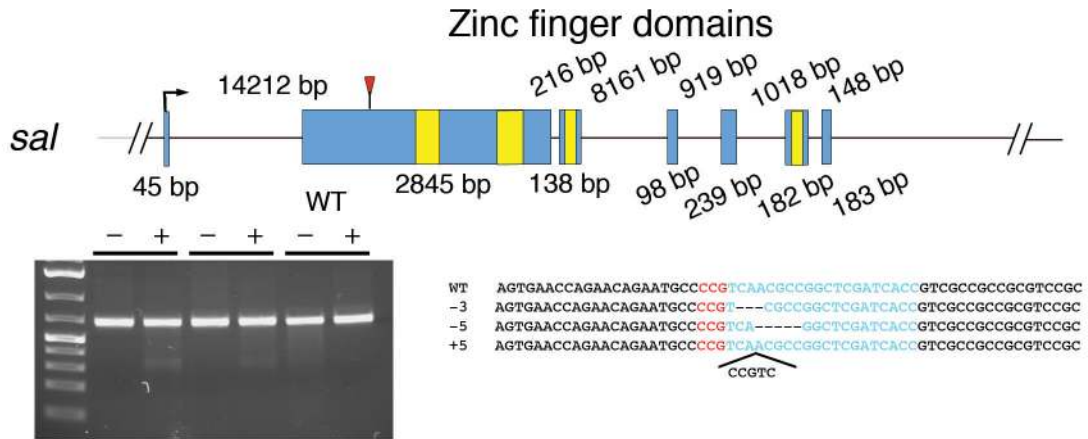 Zinc finger domains
14212 bp 216 bp 8161 bp 919 bp 1018 bp 148 bp
sal
45 bp 2845 bp 138 bp 98 bp 239 bp 182 bp 183 bp
WT
− + − + − +
WT AGTGAACCAGAACAGAATGCCCCGTCAACGCCGGCTCGATCACCGTCGCCGCCGCGTCCGC
−3 AGTGAACCAGAACAGAATGCCCCGT---CGCCGGCTCGATCACCGTCGCCGCCGCGTCCGC
−5 AGTGAACCAGAACAGAATGCCCCGTCA-----GGCTCGATCACCGTCGCCGCCGCGTCCGC
+5 AGTGAACCAGAACAGAATGCCCCGTCAACGCCGGCTCGATCACCGTCGCCGCCGCGTCCGC
CCGTC